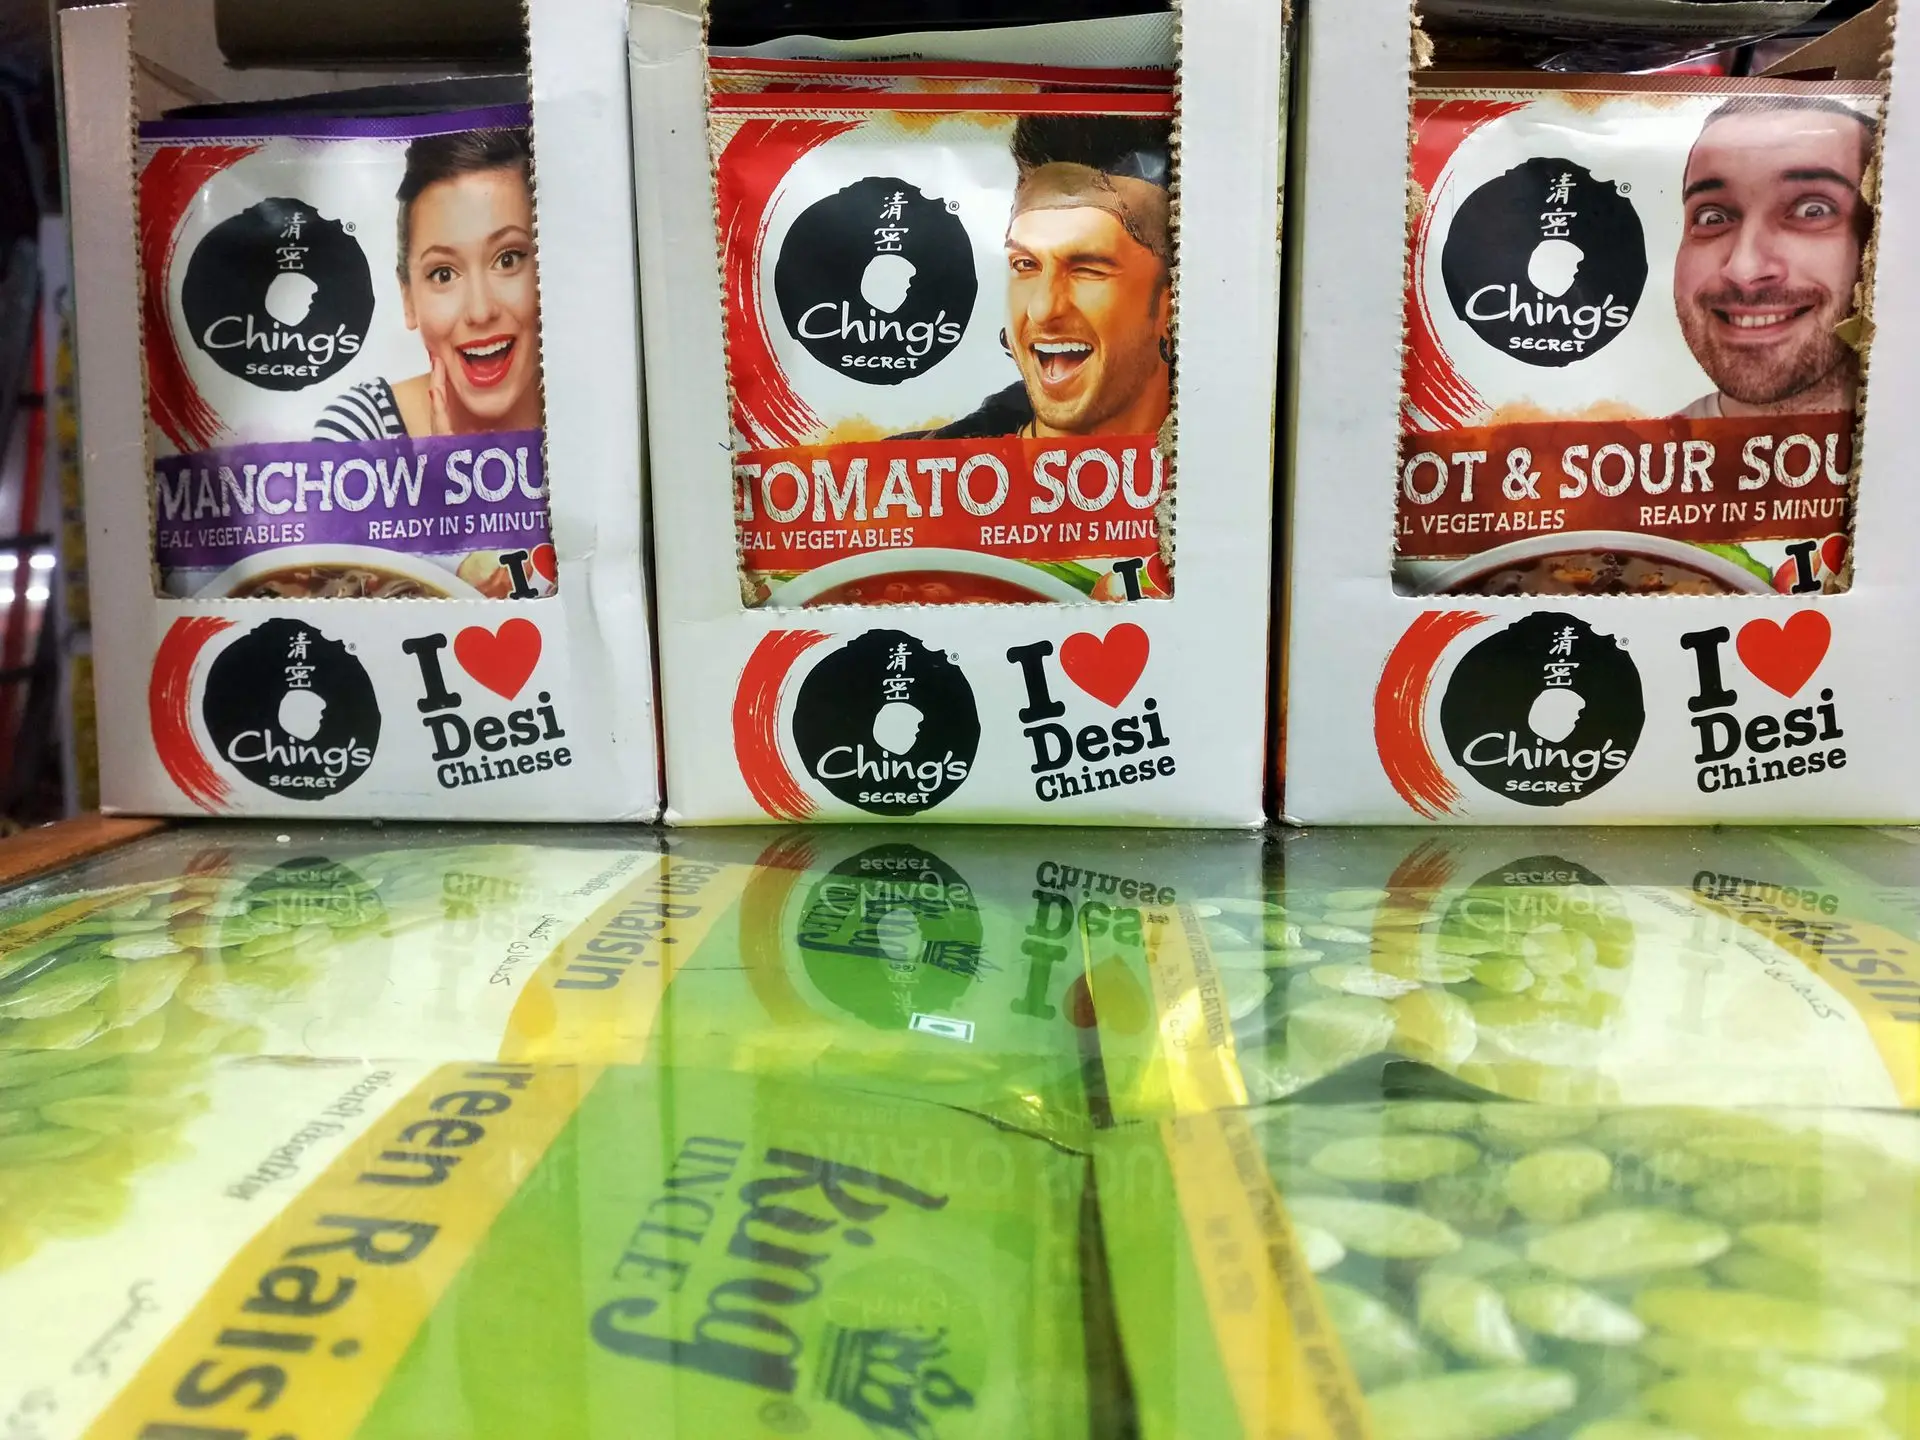 清
密
®
Ching's
SECRET
MANCHOW SOU
EAL VEGETABLES READY IN 5 MINUT
I
清
密
®
Ching's
SECRET
I
Desi
Chinese
清
密
®
Ching's
SECRET
TOMATO SOU
EAL VEGETABLES READY IN 5 MINU
I
清
密
®
Ching's
SECRET
I
Desi
Chinese
清
密
®
Ching's
SECRET
OT & SOUR SOU
L VEGETABLES READY IN 5 MINUT
I
清
密
®
Ching's
SECRET
I
Desi
Chinese
reen Raisin
King
UNCLE
reen Raisi
King
UNCLE
®
aisin